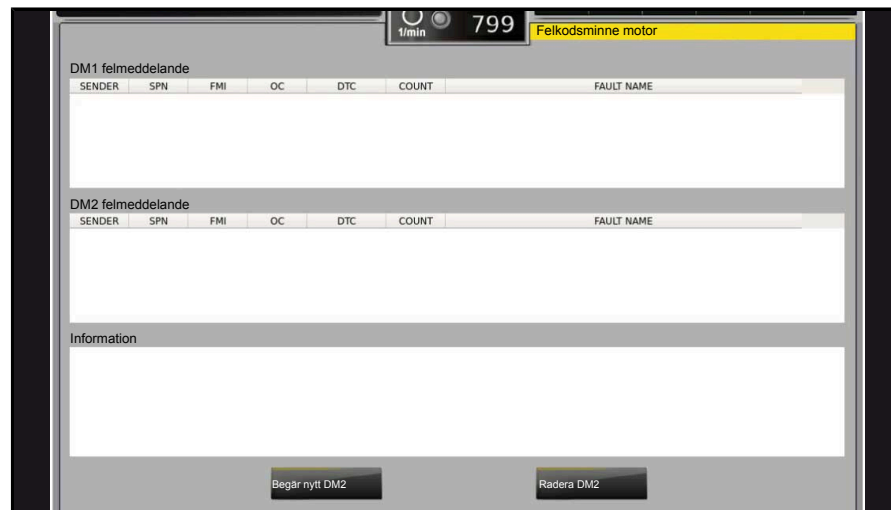 1/min 799 Felkodsminne motor
DM1 felmeddelande
SENDER SPN FMI OC DTC COUNT FAULT NAME
DM2 felmeddelande
SENDER SPN FMI OC DTC COUNT FAULT NAME
Information
Begär nytt DM2 Radera DM2